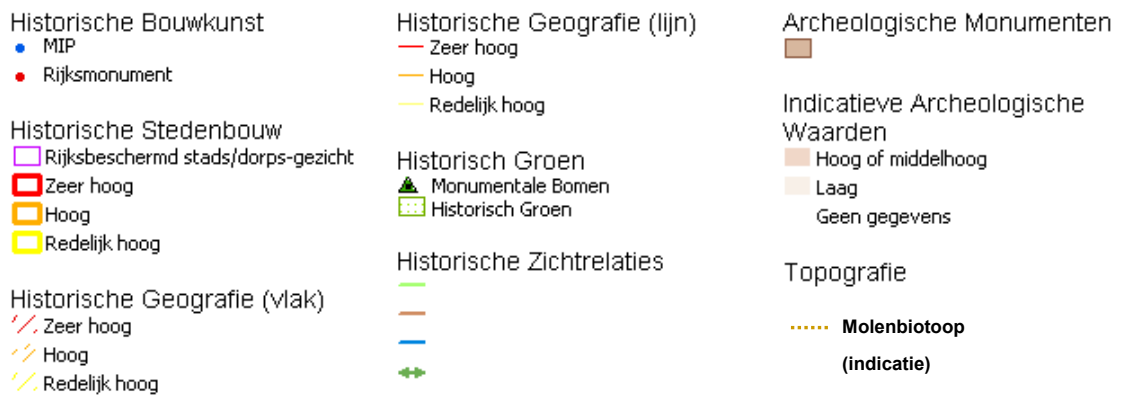 Historische Bouwkunst
MIP
Rijksmonument
Historische Stedenbouw
Rijksbeschermd stads/dorps-gezicht
Zeer hoog
Hoog
Redelijk hoog
Historische Geografie (vlak)
Zeer hoog
Hoog
Redelijk hoog
Historische Geografie (lijn)
Zeer hoog
Hoog
Redelijk hoog
Historisch Groen
Monumentale Bomen
Historisch Groen
Historische Zichtrelaties
Archeologische Monumenten
Indicatieve Archeologische
Waarden
Hoog of middelhoog
Laag
Geen gegevens
Topografie
Molenbiotoop
(indicatie)